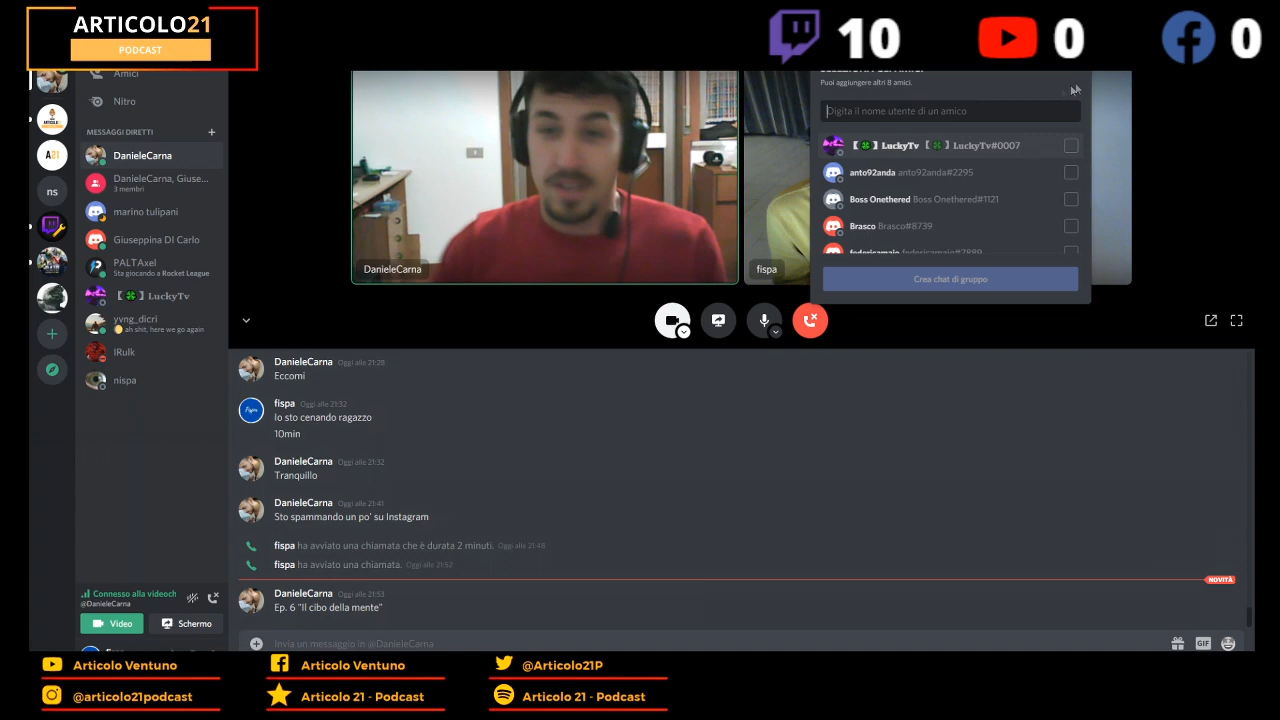 ARTICOLO21
PODCAST
10
0
0
Amici
Nitro
MESSAGGI DIRETTI
DanieleCarna
DanieleCarna, Giuse...
3 membri
marino tulipani
Giuseppina DI Carlo
PALTAxel
Sta giocando a Rocket League
【🍀】LuckyTv
yvng_dicri
ah shit, here we go again
IRulk
nispa
A21
ns
DanieleCarna
fispa
Puoi aggiungere altri 8 amici.
Digita il nome utente di un amico
【🍀】LuckyTv 【🍀】LuckyTv#0007
anto92anda anto92anda#2295
Boss Onethered Boss Onethered#1121
Brasco Brasco#8739
Crea chat di gruppo
DanieleCarna Oggi alle 21:28
Eccomi
fispa Oggi alle 21:32
Io sto cenando ragazzo
10min
DanieleCarna Oggi alle 21:32
Tranquillo
DanieleCarna Oggi alle 21:41
Sto spammando un po' su Instagram
fispa ha avviato una chiamata che è durata 2 minuti. Oggi alle 21:48
fispa ha avviato una chiamata. Oggi alle 21:52
NOVITÀ
DanieleCarna Oggi alle 21:53
Ep. 6 "Il cibo della mente"
Connesso alla videoch
@DanieleCarna
Video
Schermo
Invia un messaggio in @DanieleCarna
GIF
Articolo Ventuno
Articolo Ventuno
@Articolo21P
@articolo21podcast
Articolo 21 - Podcast
Articolo 21 - Podcast